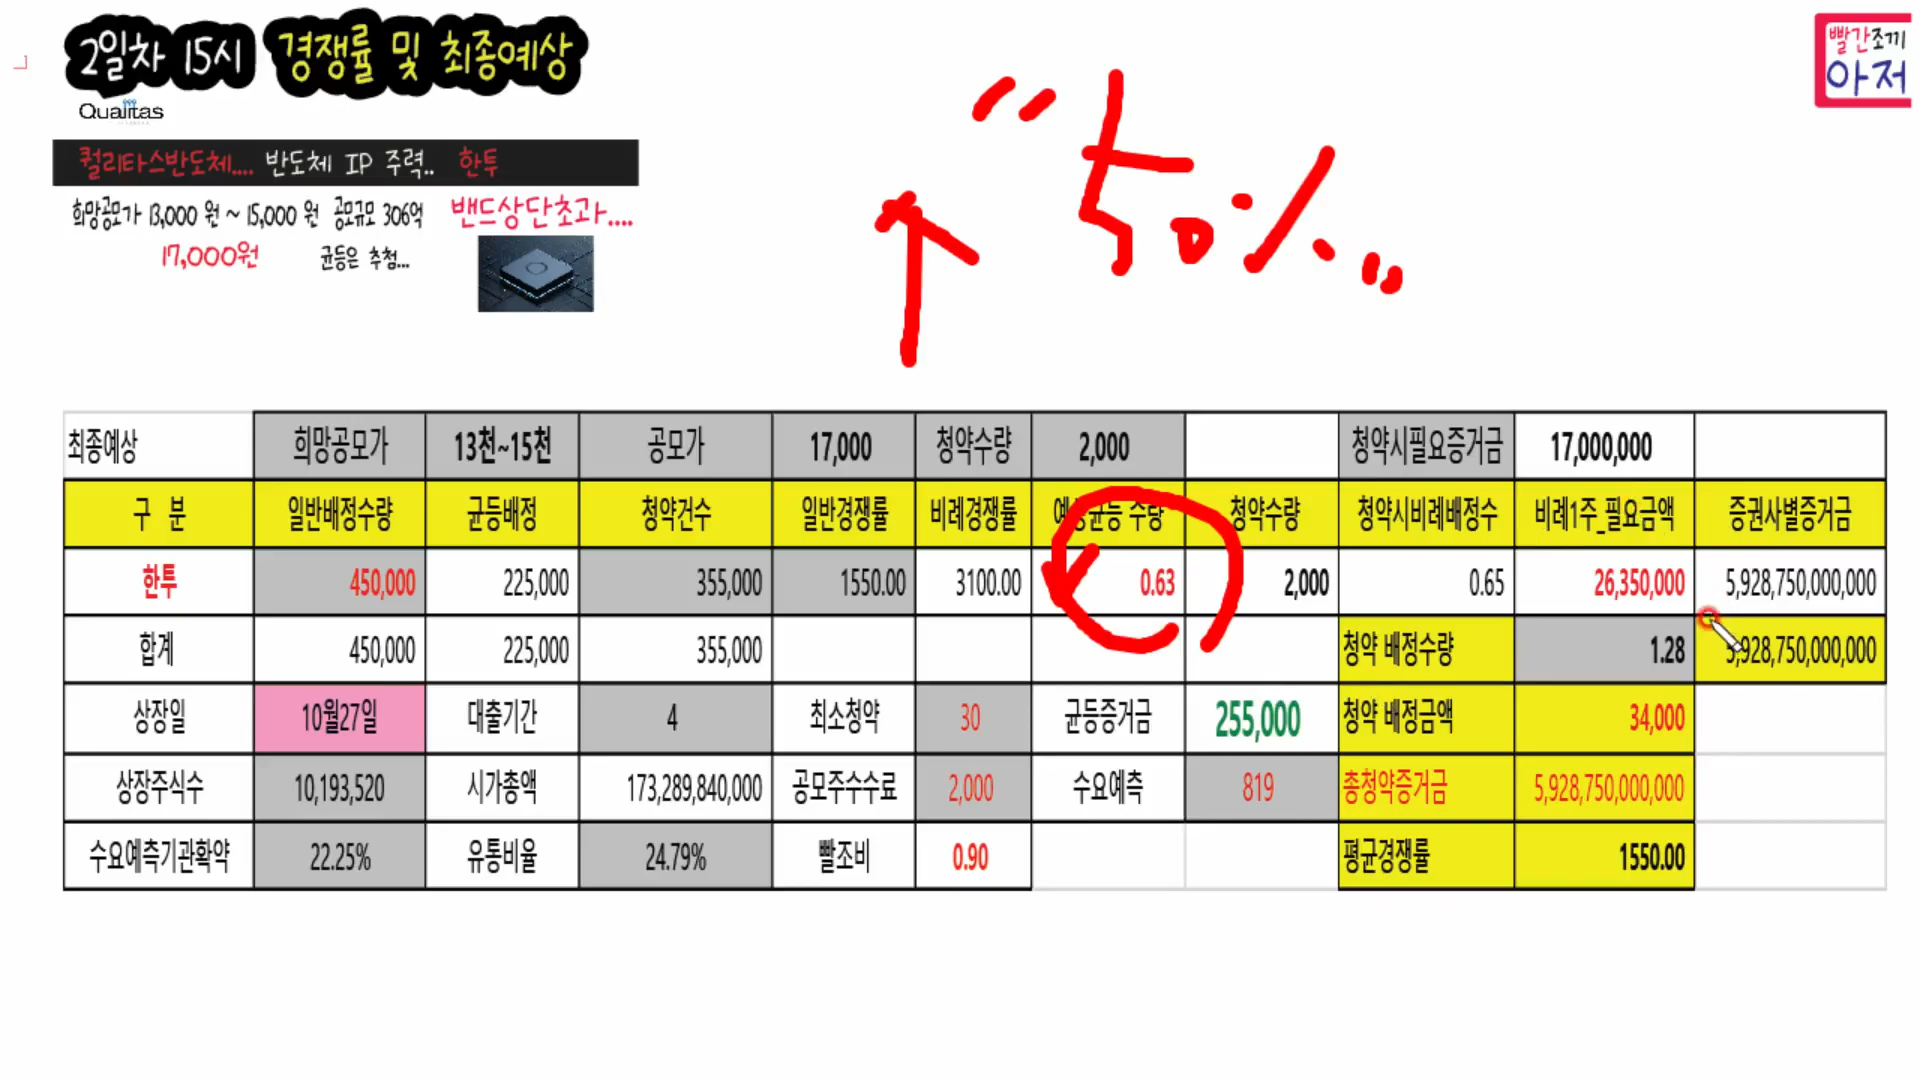 2일차 15시 경쟁률 및 최종예상
빨간조끼
아저
Qualitas
퀄리타스반도체.... 반도체 IP 주력.. 한투
희망공모가 13,000 원 ~ 15,000 원 공모규모 306억 밴드상단초과....
17,000원 균등은 추첨...
" 50%.,,
최종예상 희망공모가 13천~15천 공모가 17,000 청약수량 2,000 청약시필요증거금 17,000,000
구 분 일반배정수량 균등배정 청약건수 일반경쟁률 비례경쟁률 예상균등 수량 청약수량 청약시비례배정수 비례1주_필요금액 증권사별증거금
한투 450,000 225,000 355,000 1550.00 3100.00 0.63 2,000 0.65 26,350,000 5,928,750,000,000
합계 450,000 225,000 355,000 청약 배정수량 1.28 5,928,750,000,000
상장일 10월27일 대출기간 4 최소청약 30 균등증거금 255,000 청약 배정금액 34,000
상장주식수 10,193,520 시가총액 173,289,840,000 공모주수수료 2,000 수요예측 819 총청약증거금 5,928,750,000,000
수요예측기관확약 22.25% 유통비율 24.79% 빨조비 0.90 평균경쟁률 1550.00